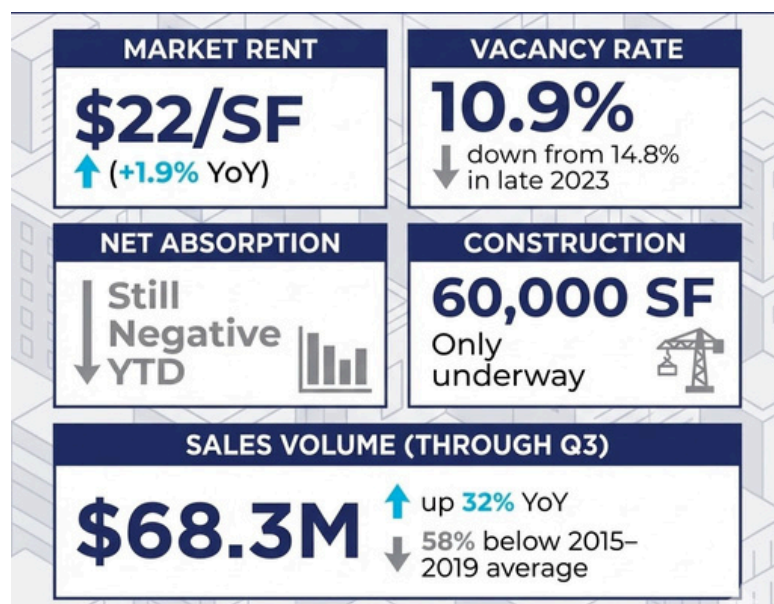 MARKET RENT
$22/SF
(+1.9% YoY)
VACANCY RATE
10.9%
down from 14.8%
in late 2023
NET ABSORPTION
Still
Negative
YTD
CONSTRUCTION
60,000 SF
Only
underway
SALES VOLUME (THROUGH Q3)
$68.3M
up 32% YoY
58% below 2015–
2019 average